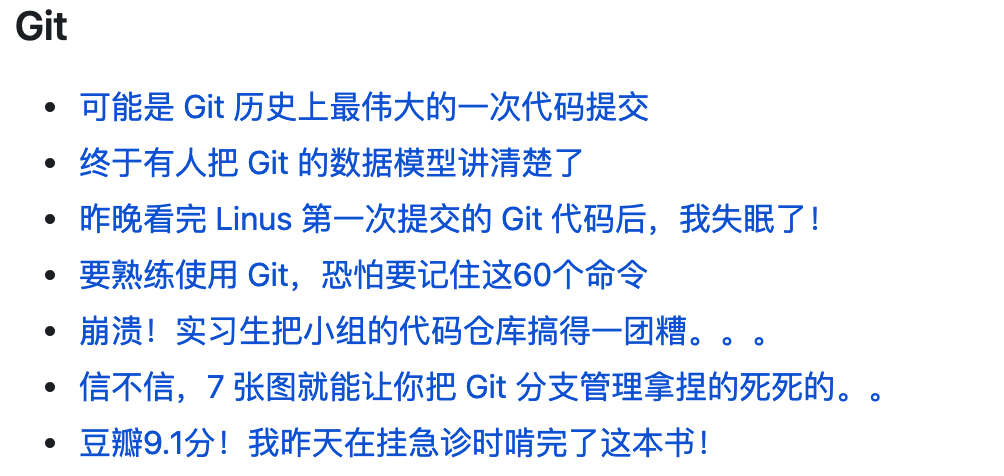 Git
可能是 Git 历史上最伟大的一次代码提交
终于有人把 Git 的数据模型讲清楚了
昨晚看完 Linus 第一次提交的 Git 代码后，我失眠了！
要熟练使用 Git，恐怕要记住这60个命令
崩溃！实习生把小组的代码仓库搞得一团糟。。。
信不信，7 张图就能让你把 Git 分支管理拿捏的死死的。。
豆瓣9.1分！我昨天在挂急诊时啃完了这本书！